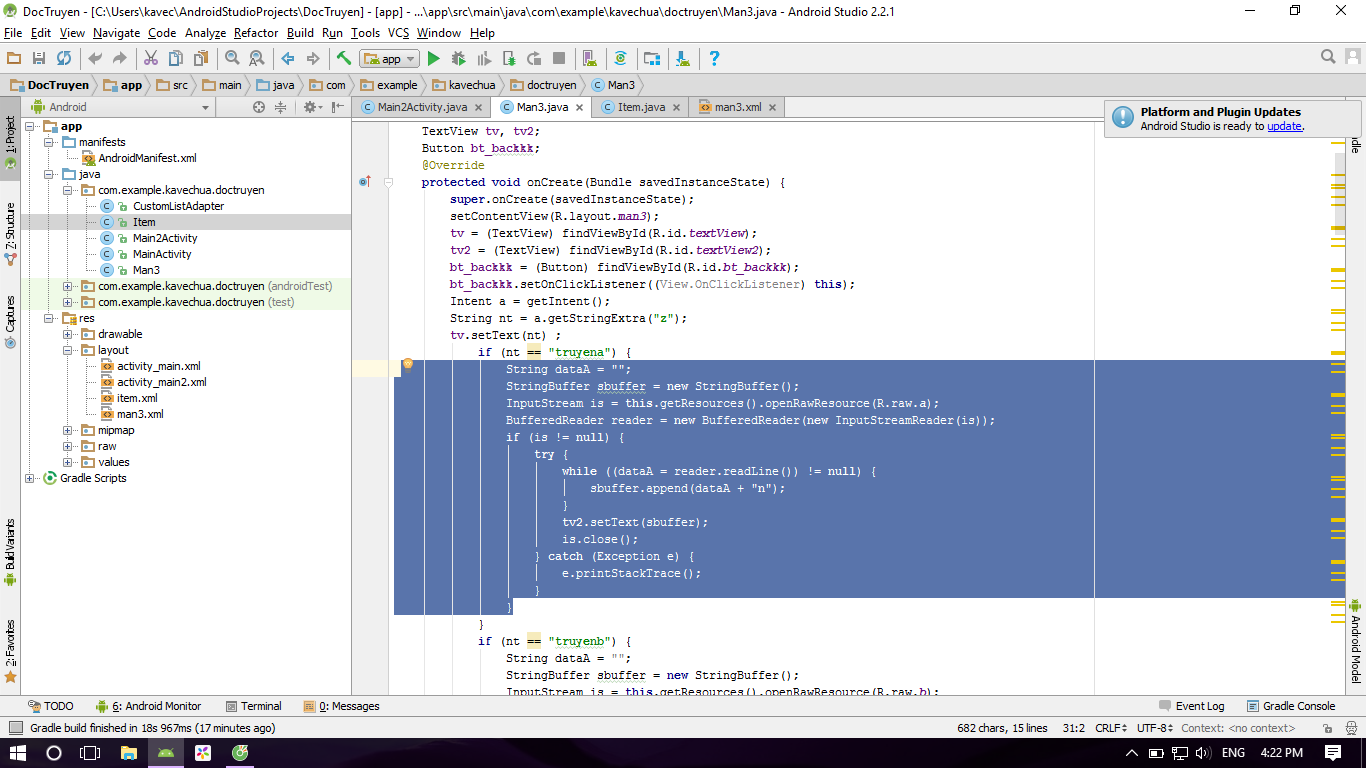 DocTruyen - [C:\Users\kavec\AndroidStudioProjects\DocTruyen] - [app] - ...\app\src\main\java\com\example\kavechua\doctruyen\Man3.java - Android Studio 2.2.1
File Edit View Navigate Code Analyze Refactor Build Run Tools VCS Window Help
app
DocTruyen app src main java com example kavechua doctruyen Man3
Android
Main2Activity.java Man3.java Item.java man3.xml
Platform and Plugin Updates
Android Studio is ready to update.
1: Project
7: Structure
Captures
Build Variants
2: Favorites
app
manifests
AndroidManifest.xml
java
com.example.kavechua.doctruyen
CustomListAdapter
Item
Main2Activity
MainActivity
Man3
com.example.kavechua.doctruyen (androidTest)
com.example.kavechua.doctruyen (test)
res
drawable
layout
activity_main.xml
activity_main2.xml
item.xml
man3.xml
mipmap
raw
values
Gradle Scripts
TextView tv, tv2;
Button bt_backkk;
@Override
protected void onCreate(Bundle savedInstanceState) {
super.onCreate(savedInstanceState);
setContentView(R.layout.man3);
tv = (TextView) findViewById(R.id.textView);
tv2 = (TextView) findViewById(R.id.textView2);
bt_backkk = (Button) findViewById(R.id.bt_backkk);
bt_backkk.setOnClickListener((View.OnClickListener) this);
Intent a = getIntent();
String nt = a.getStringExtra("z");
tv.setText(nt) ;
if (nt == "truyena") {
String dataA = "";
StringBuffer sbuffer = new StringBuffer();
InputStream is = this.getResources().openRawResource(R.raw.a);
BufferedReader reader = new BufferedReader(new InputStreamReader(is));
if (is != null) {
try {
while ((dataA = reader.readLine()) != null) {
sbuffer.append(dataA + "n");
}
tv2.setText(sbuffer);
is.close();
} catch (Exception e) {
e.printStackTrace();
}
}
}
if (nt == "truyenb") {
String dataA = "";
StringBuffer sbuffer = new StringBuffer();
InputStream is = this.getResources().openRawResource(R.raw.b);
Android Model
TODO 6: Android Monitor Terminal 0: Messages Event Log Gradle Console
Gradle build finished in 18s 967ms (17 minutes ago) 682 chars, 15 lines 31:2 CRLF UTF-8 Context: <no context>
ENG 4:22 PM